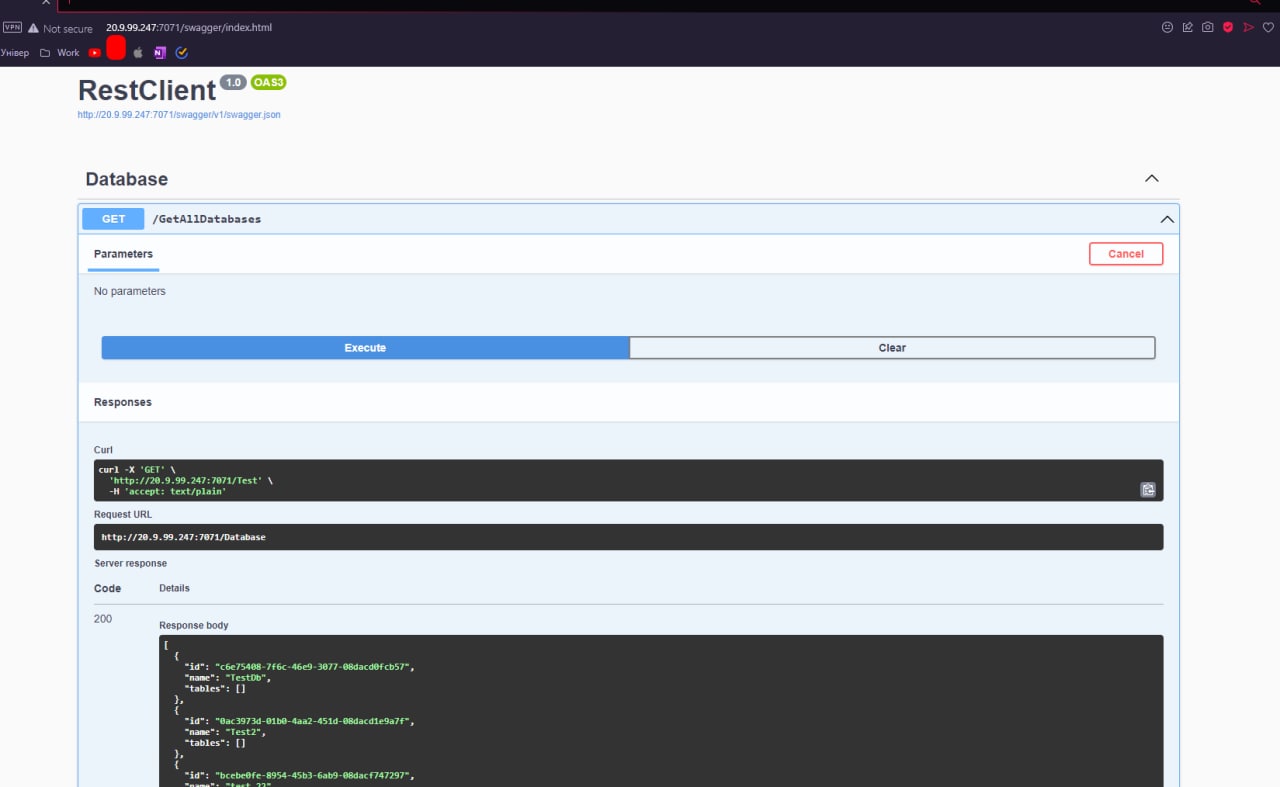 VPN Not secure 20.9.99.247:7071/swagger/index.html
Універ Work
RestClient 1.0 OAS3
http://20.9.99.247:7071/swagger/v1/swagger.json
Database
GET /GetAllDatabases
Parameters Cancel
No parameters
Execute Clear
Responses
Curl
curl -X 'GET' \
'http://20.9.99.247:7071/Test' \
-H 'accept: text/plain'
Request URL
http://20.9.99.247:7071/Database
Server response
Code Details
200
Response body
[
{
"id": "c6e75408-7f6c-46e9-3077-08dacd0fcb57",
"name": "TestDb",
"tables": []
},
{
"id": "0ac3973d-01b0-4aa2-451d-08dacd1e9a7f",
"name": "Test2",
"tables": []
},
{
"id": "bcebe0fe-8954-45b3-6ab9-08dacf747297",
"name": "test 22",